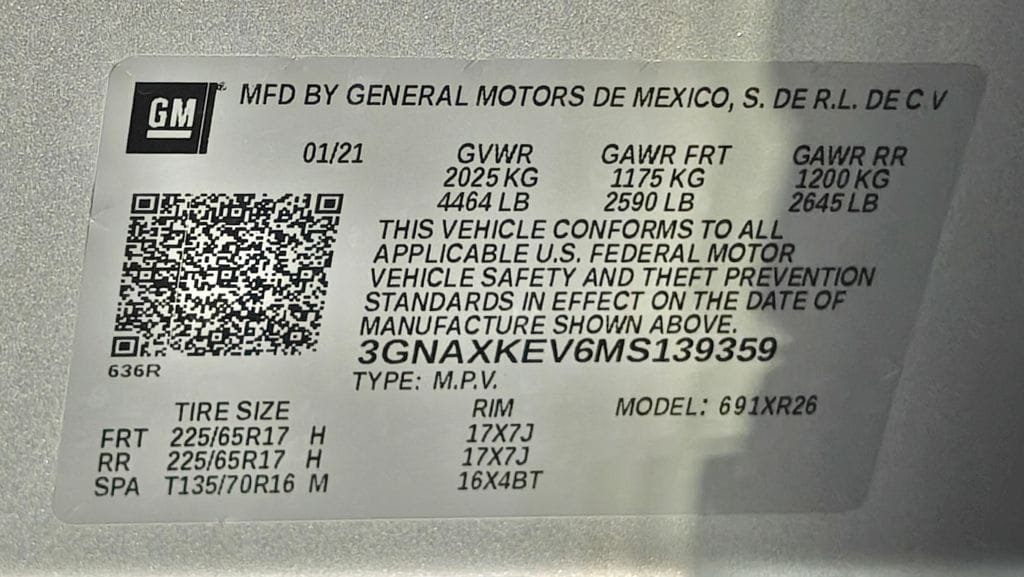 GM MFD BY GENERAL MOTORS DE MEXICO, S. DE R.L. DE C V
01/21 GVWR GAWR FRT GAWR RR
2025 KG 1175 KG 1200 KG
4464 LB 2590 LB 2645 LB
THIS VEHICLE CONFORMS TO ALL
APPLICABLE U.S. FEDERAL MOTOR
VEHICLE SAFETY AND THEFT PREVENTION
STANDARDS IN EFFECT ON THE DATE OF
MANUFACTURE SHOWN ABOVE.
3GNAXKEV6MS139359
636R
TYPE: M.P.V.
TIRE SIZE RIM MODEL: 691XR26
FRT 225/65R17 H 17X7J
RR 225/65R17 H 17X7J
SPA T135/70R16 M 16X4BT